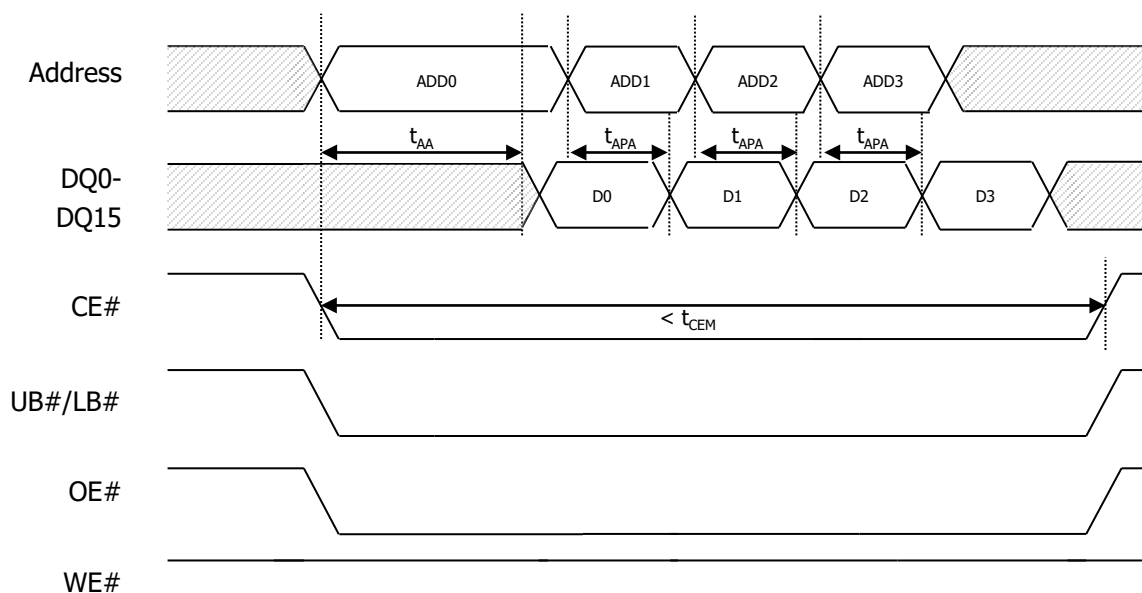 Address
ADD0
ADD1
ADD2
ADD3
tAA
tAPA
tAPA
tAPA
DQ0-
DQ15
D0
D1
D2
D3
CE#
< tCEM
UB#/LB#
OE#
WE#